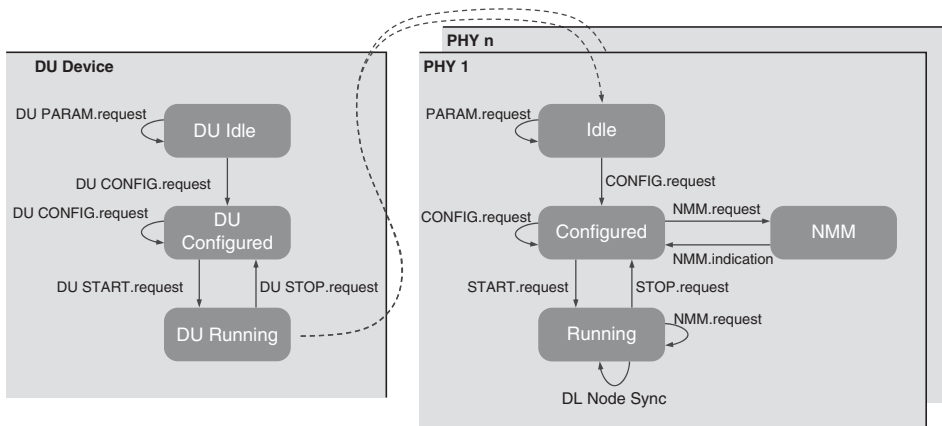 PHY n
DU Device
PHY 1
DU PARAM.request
DU Idle
DU CONFIG.request
DU CONFIG.request
DU
Configured
DU START.request
DU STOP.request
DU Running
PARAM.request
Idle
CONFIG.request
CONFIG.request
Configured
NMM.request
NMM
NMM.indication
START.request
STOP.request
Running
NMM.request
DL Node Sync